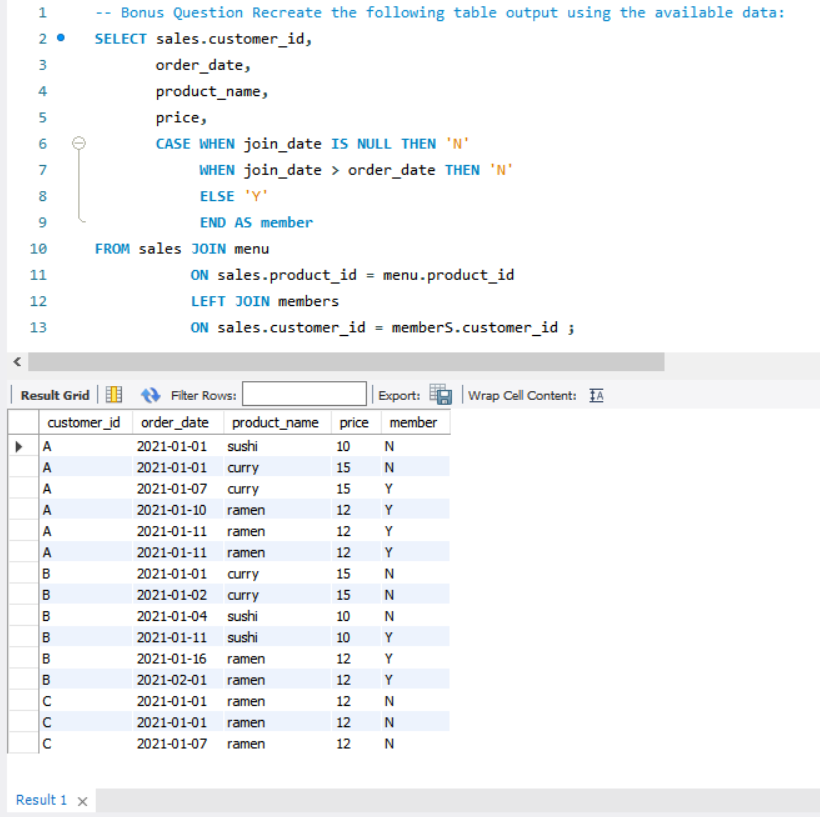 1 -- Bonus Question Recreate the following table output using the available data:
2 SELECT sales.customer_id,
3 order_date,
4 product_name,
5 price,
6 CASE WHEN join_date IS NULL THEN 'N'
7 WHEN join_date > order_date THEN 'N'
8 ELSE 'Y'
9 END AS member
10 FROM sales JOIN menu
11 ON sales.product_id = menu.product_id
12 LEFT JOIN members
13 ON sales.customer_id = memberS.customer_id ;
Result Grid Filter Rows: Export: Wrap Cell Content: IA
customer_id order_date product_name price member
A 2021-01-01 sushi 10 N
A 2021-01-01 curry 15 N
A 2021-01-07 curry 15 Y
A 2021-01-10 ramen 12 Y
A 2021-01-11 ramen 12 Y
A 2021-01-11 ramen 12 Y
B 2021-01-01 curry 15 N
B 2021-01-02 curry 15 N
B 2021-01-04 sushi 10 N
B 2021-01-11 sushi 10 Y
B 2021-01-16 ramen 12 Y
B 2021-02-01 ramen 12 Y
C 2021-01-01 ramen 12 N
C 2021-01-01 ramen 12 N
C 2021-01-07 ramen 12 N
Result 1 ×